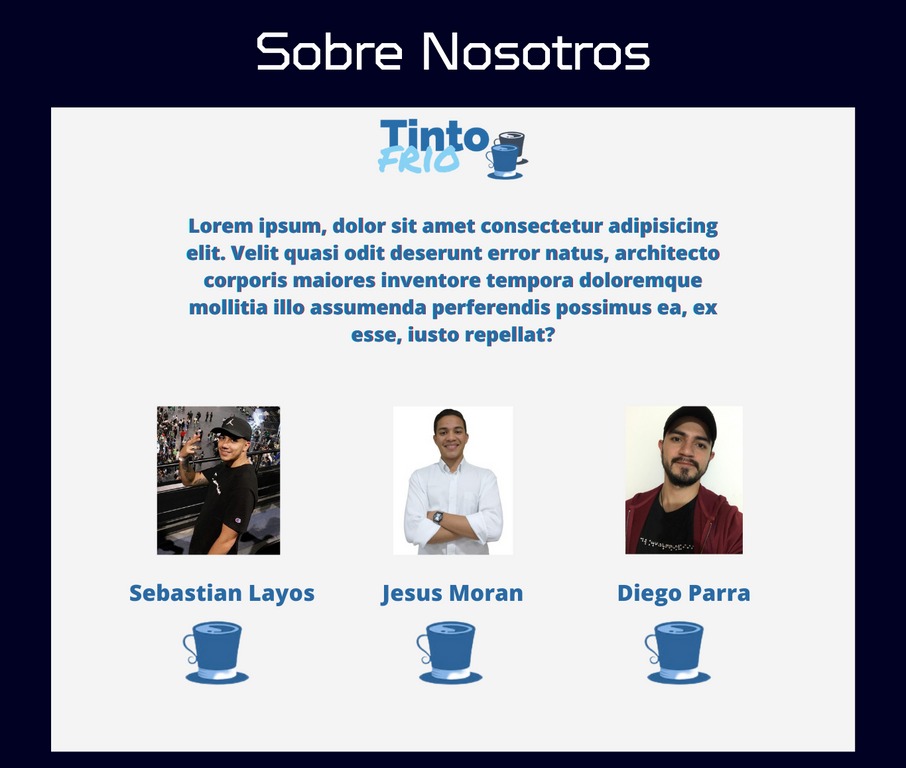 Sobre Nosotros
Tinto
FRIO
Lorem ipsum, dolor sit amet consectetur adipisicing
elit. Velit quasi odit deserunt error natus, architecto
corporis maiores inventore tempora doloremque
mollitia illo assumenda perferendis possimus ea, ex
esse, iusto repellat?
Sebastian Layos
Jesus Moran
Diego Parra